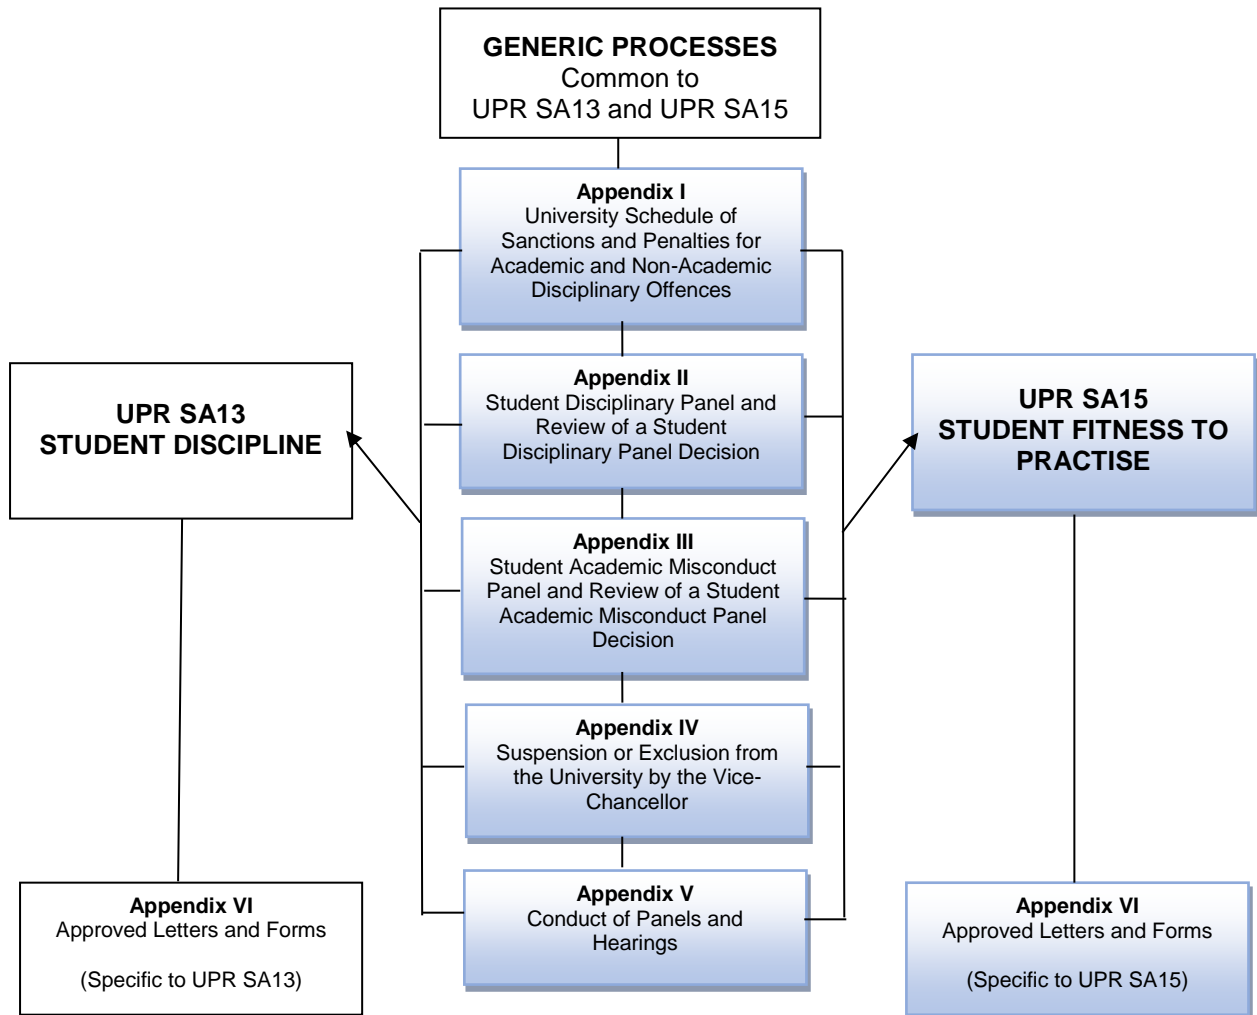 GENERIC PROCESSES
Common to
UPR SA13 and UPR SA15
Appendix I
University Schedule of
Sanctions and Penalties for
Academic and Non-Academic
Disciplinary Offences
Appendix II
Student Disciplinary Panel and
Review of a Student
Disciplinary Panel Decision
UPR SA13
STUDENT DISCIPLINE
UPR SA15
STUDENT FITNESS TO
PRACTISE
Appendix III
Student Academic Misconduct
Panel and Review of a Student
Academic Misconduct Panel
Decision
Appendix IV
Suspension or Exclusion from
the University by the Vice-
Chancellor
Appendix V
Conduct of Panels and
Hearings
Appendix VI
Approved Letters and Forms
(Specific to UPR SA13)
Appendix VI
Approved Letters and Forms
(Specific to UPR SA15)